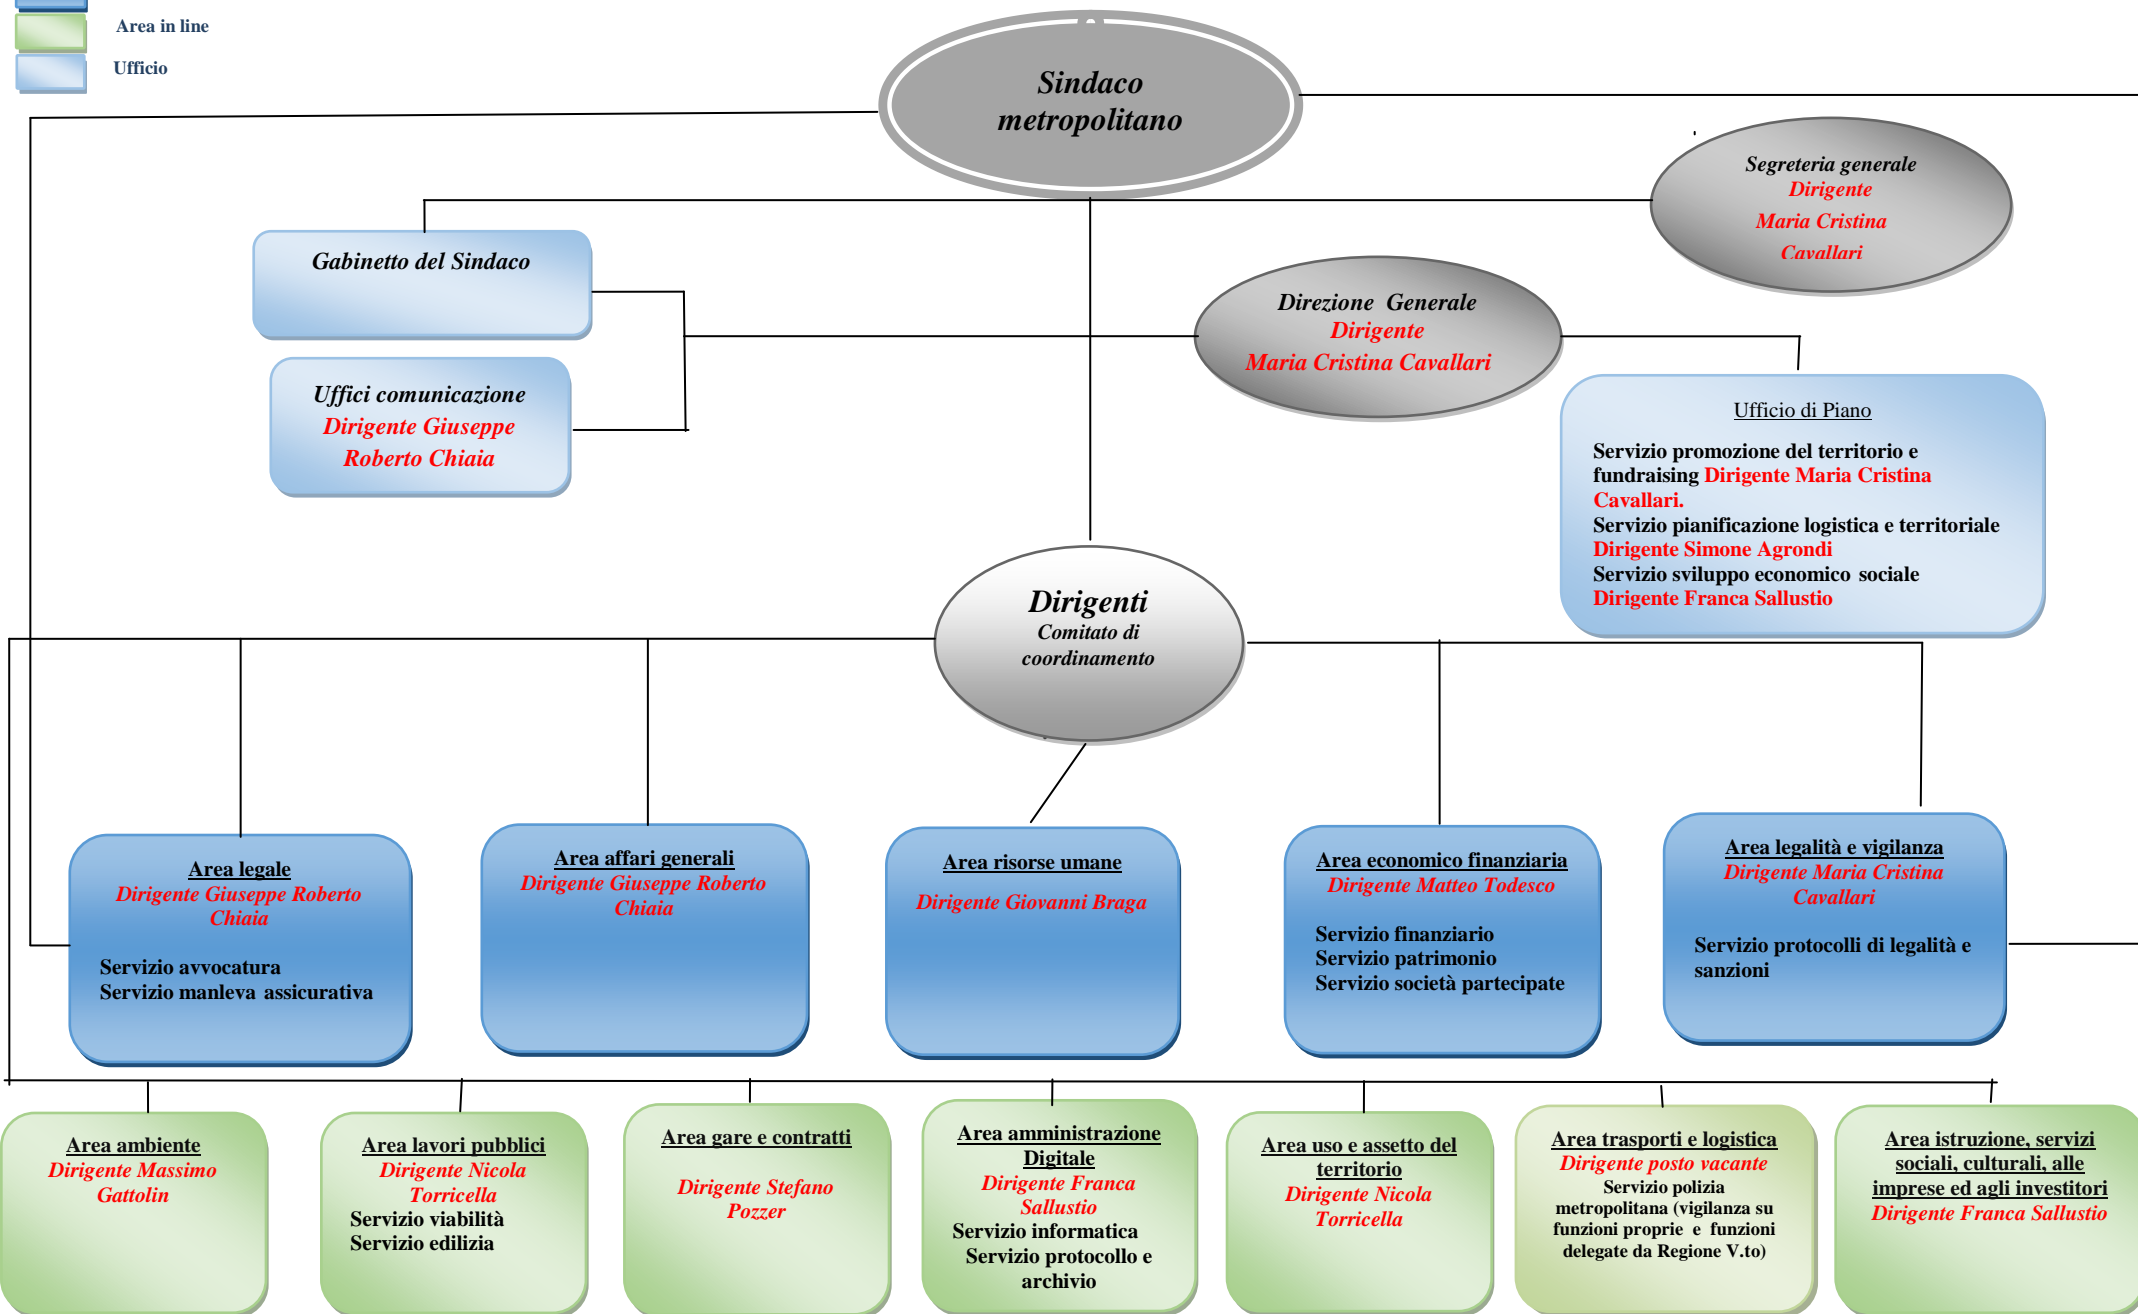 Area in line
Ufficio
Sindaco
metropolitano
Segreteria generale
Dirigente
Maria Cristina
Cavallari
Gabinetto del Sindaco
Direzione Generale
Dirigente
Maria Cristina Cavallari
Uffici comunicazione
Dirigente Giuseppe
Roberto Chiaia
Ufficio di Piano
Servizio promozione del territorio e
fundraising Dirigente Maria Cristina
Cavallari.
Servizio pianificazione logistica e territoriale
Dirigente Simone Agrondi
Servizio sviluppo economico sociale
Dirigente Franca Sallustio
Dirigenti
Comitato di
coordinamento
Area legale
Dirigente Giuseppe Roberto
Chiaia
Servizio avvocatura
Servizio manleva assicurativa
Area affari generali
Dirigente Giuseppe Roberto
Chiaia
Area risorse umane
Dirigente Giovanni Braga
Area economico finanziaria
Dirigente Matteo Todesco
Servizio finanziario
Servizio patrimonio
Servizio società partecipate
Area legalità e vigilanza
Dirigente Maria Cristina
Cavallari
Servizio protocolli di legalità e
sanzioni
Area ambiente
Dirigente Massimo
Gattolin
Area lavori pubblici
Dirigente Nicola
Torricella
Servizio viabilità
Servizio edilizia
Area gare e contratti
Dirigente Stefano
Pozzer
Area amministrazione
Digitale
Dirigente Franca
Sallustio
Servizio informatica
Servizio protocollo e
archivio
Area uso e assetto del
territorio
Dirigente Nicola
Torricella
Area trasporti e logistica
Dirigente posto vacante
Servizio polizia
metropolitana (vigilanza su
funzioni proprie e funzioni
delegate da Regione V.to)
Area istruzione, servizi
sociali, culturali, alle
imprese ed agli investitori
Dirigente Franca Sallustio